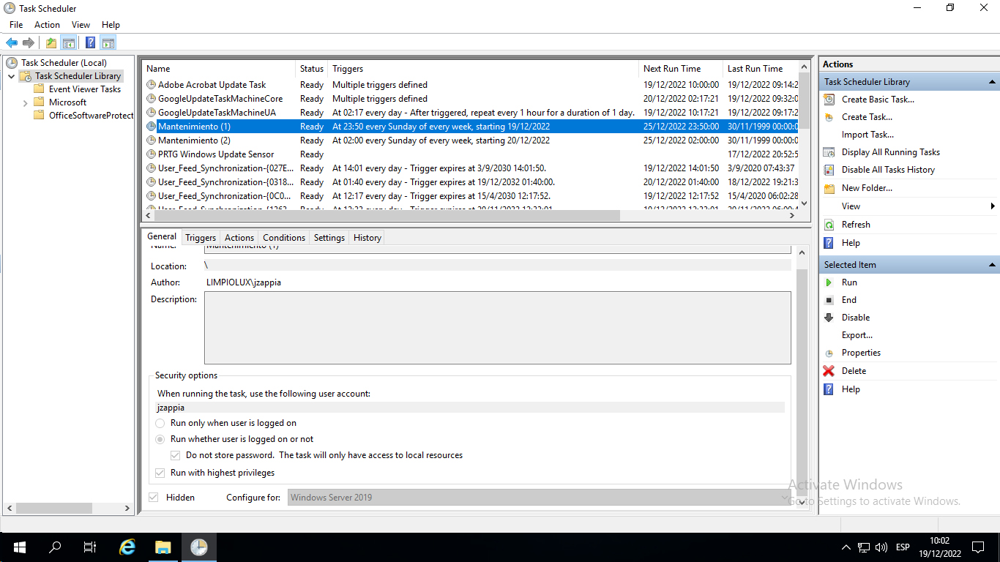 Task Scheduler
File Action View Help
Task Scheduler (Local)
Task Scheduler Library
Event Viewer Tasks
Microsoft
OfficeSoftwareProtect
Name Status Triggers Next Run Time Last Run Time
Adobe Acrobat Update Task Ready Multiple triggers defined 19/12/2022 10:00:00 19/12/2022 09:14:2
GoogleUpdateTaskMachineCore Ready Multiple triggers defined 20/12/2022 02:17:21 19/12/2022 09:32:0
GoogleUpdateTaskMachineUA Ready At 02:17 every day - After triggered, repeat every 1 hour for a duration of 1 day. 19/12/2022 10:17:21 19/12/2022 09:17:2
Mantenimiento (1) Ready At 23:50 every Sunday of every week, starting 19/12/2022 25/12/2022 23:50:00 30/11/1999 00:00:0
Mantenimiento (2) Ready At 02:00 every Sunday of every week, starting 20/12/2022 25/12/2022 02:00:00 30/11/1999 00:00:0
PRTG Windows Update Sensor Ready 17/12/2022 20:52:5
User_Feed_Synchronization-{027E... Ready At 14:01 every day - Trigger expires at 3/9/2030 14:01:50. 19/12/2022 14:01:50 3/9/2020 07:43:37
User_Feed_Synchronization-{0318... Ready At 01:40 every day - Trigger expires at 19/12/2032 01:40:00. 20/12/2022 01:40:00 18/12/2022 19:21:3
User_Feed_Synchronization-{0C0... Ready At 12:17 every day - Trigger expires at 15/4/2030 12:17:52. 19/12/2022 12:17:52 15/4/2020 06:02:28
General Triggers Actions Conditions Settings History
Name: Mantenimiento (1)
Location: \
Author: LIMPIOLUX\jzappia
Description:
Security options
When running the task, use the following user account:
jzappia
Run only when user is logged on
Run whether user is logged on or not
Do not store password. The task will only have access to local resources
Run with highest privileges
Hidden Configure for: Windows Server 2019
Actions
Task Scheduler Library
Create Basic Task...
Create Task...
Import Task...
Display All Running Tasks
Disable All Tasks History
New Folder...
View
Refresh
Help
Selected Item
Run
End
Disable
Export...
Properties
Delete
Help
Activate Windows
Go to Settings to activate Windows.
ESP
10:02
19/12/2022